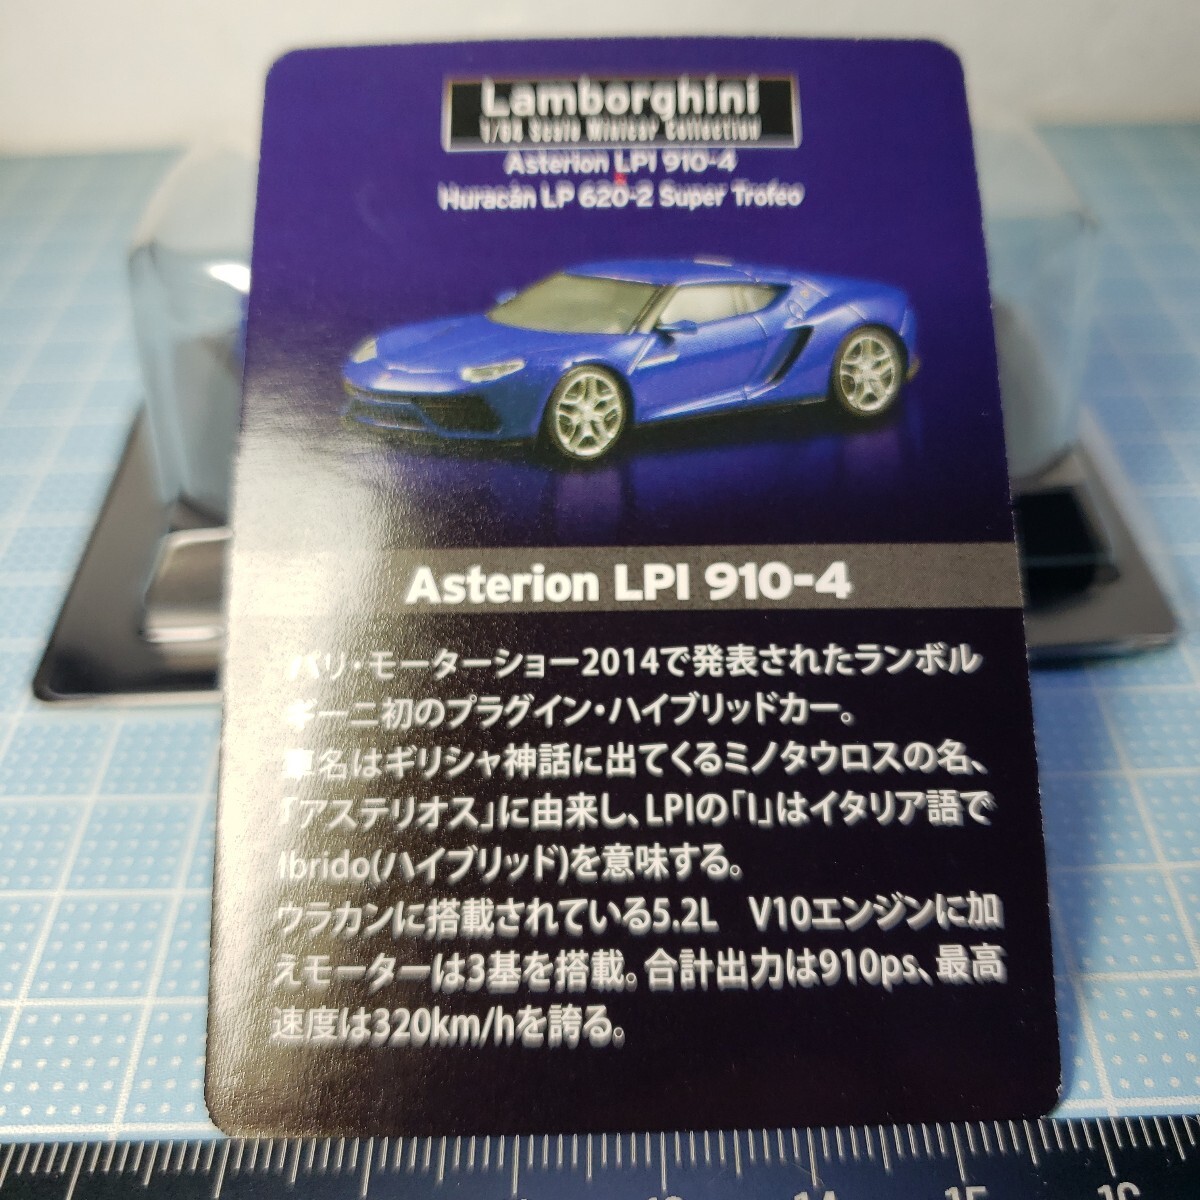 Lamborghini
Scale Minicar Collection
Asterion LPI 910-4
×
Huracán LP 620-2 Super Trofeo
Asterion LPI 910-4
パリ・モーターショー2014で発表されたランボル
ギーニ初のプラグイン・ハイブリッドカー。
車名はギリシャ神話に出てくるミノタウロスの名、
「アステリオス」に由来し、LPIの「I」はイタリア語で
Ibrido(ハイブリッド)を意味する。
ウラカンに搭載されている5.2L　V10エンジンに加
えモーターは3基を搭載。合計出力は910ps、最高
速度は320km/hを誇る。